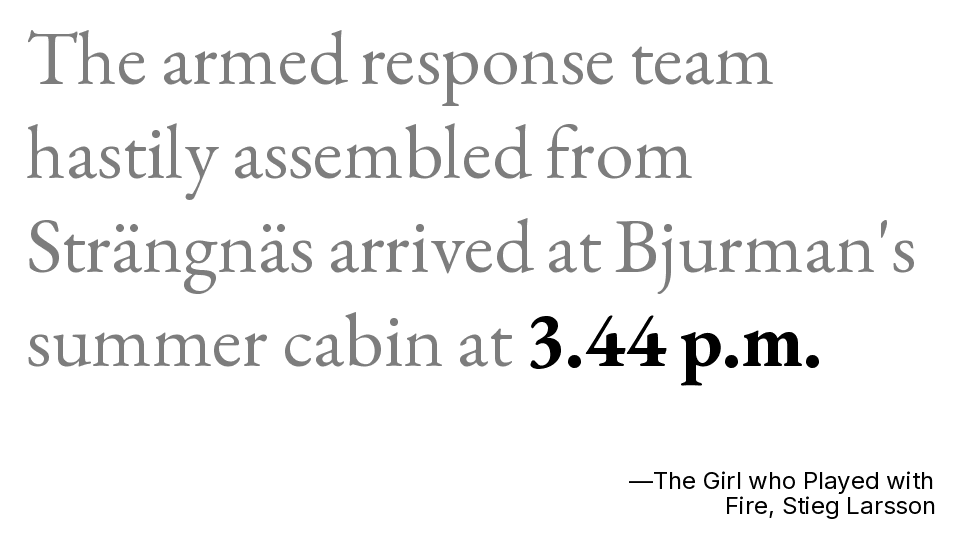 The armed response team
hastily assembled from
Strängnäs arrived at Bjurman's
summer cabin at 3.44 p.m.
—The Girl who Played with
Fire, Stieg Larsson